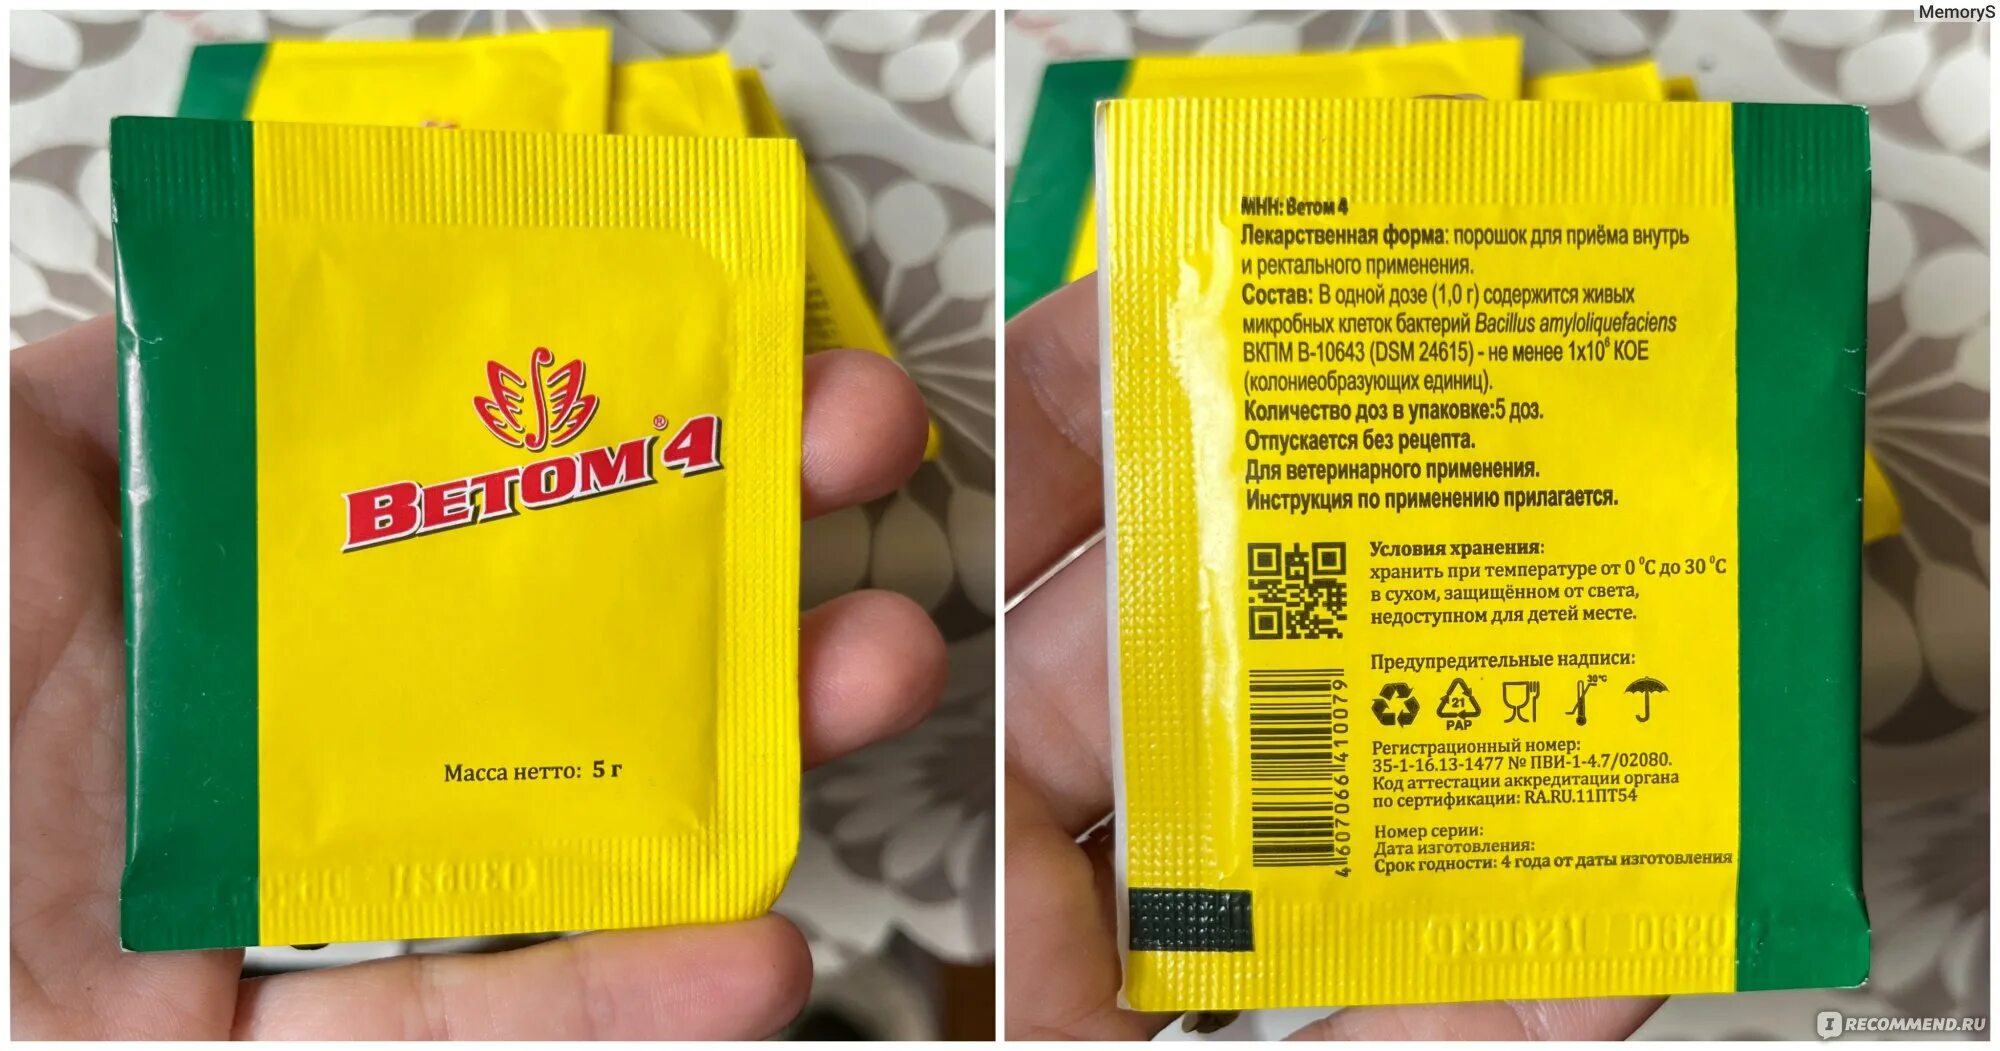 MemoryS
ВЕТОМ® 4
Масса нетто: 5 г
МНН: Ветом 4
Лекарственная форма: порошок для приёма внутрь
и ректального применения.
Состав: В одной дозе (1,0 г) содержится живых
микробных клеток бактерий Bacillus amyloliquefaciens
ВКПМ В-10643 (DSM 24615) - не менее 1х10⁶ КОЕ
(колониеобразующих единиц).
Количество доз в упаковке:5 доз.
Отпускается без рецепта.
Для ветеринарного применения.
Инструкция по применению прилагается.
Условия хранения:
хранить при температуре от 0 ⁰С до 30 ⁰С
в сухом, защищённом от света,
недоступном для детей месте.
Предупредительные надписи:
21
PAP
30°C
4607066410079
Регистрационный номер:
35-1-16.13-1477 № ПВИ-1-4.7/02080.
Код аттестации аккредитации органа
по сертификации: RA.RU.11ПТ54
Номер серии:
Дата изготовления:
Срок годности: 4 года от даты изготовления
I RECOMMEND.RU